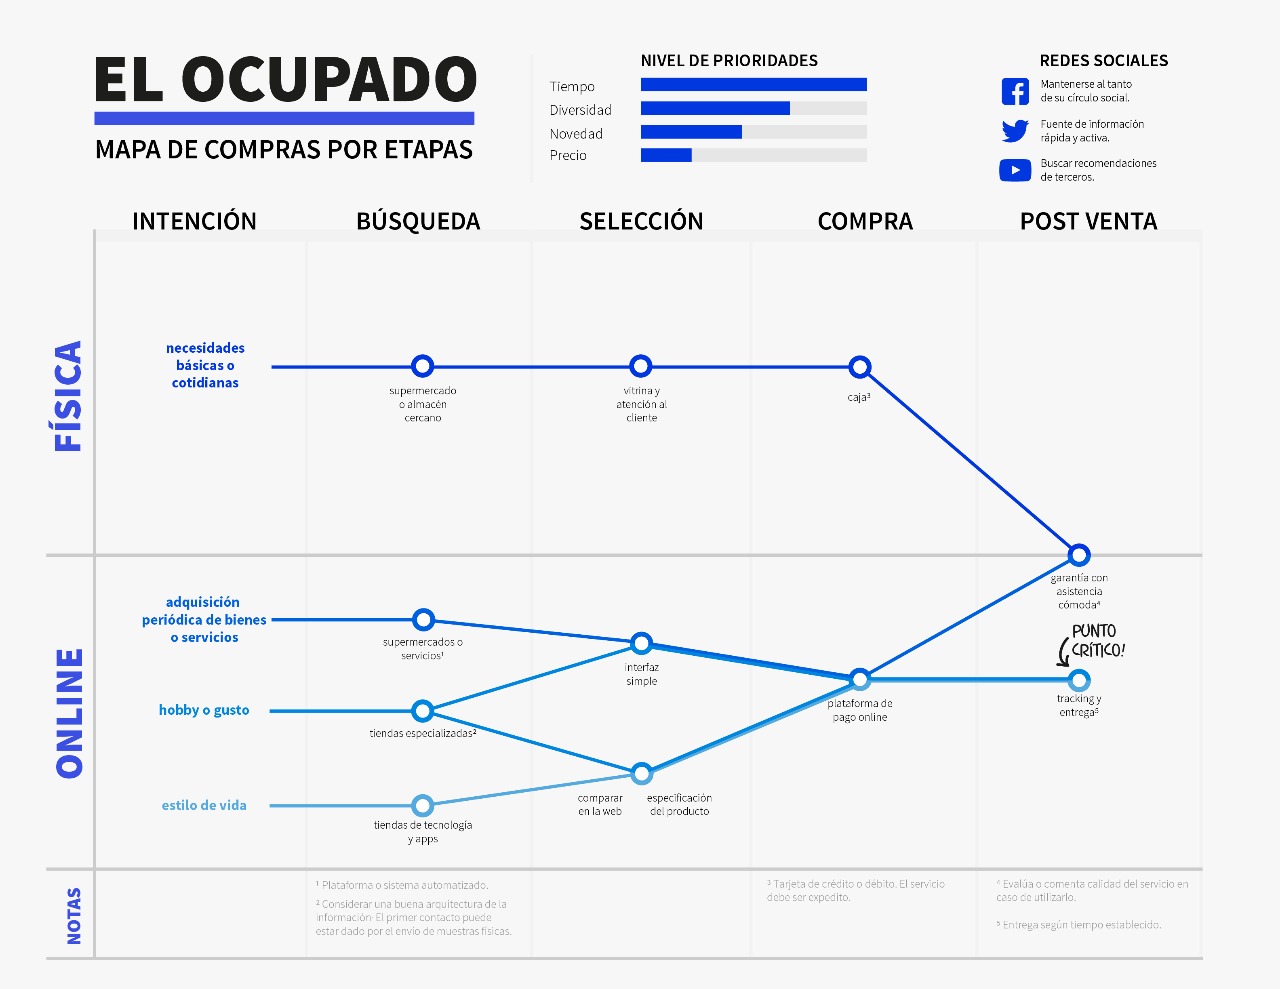 EL OCUPADO
MAPA DE COMPRAS POR ETAPAS
NIVEL DE PRIORIDADES
Tiempo
Diversidad
Novedad
Precio
REDES SOCIALES
Mantenerse al tanto
de su círculo social.
Fuente de información
rápida y activa.
Buscar recomendaciones
de terceros.
INTENCIÓN
BÚSQUEDA
SELECCIÓN
COMPRA
POST VENTA
FÍSICA
necesidades
básicas o
cotidianas
supermercado
o almacén
cercano
vitrina y
atención al
cliente
caja³
garantía con
asistencia
cómoda⁴
ONLINE
adquisición
periódica de bienes
o servicios
supermercados o
servicios¹
interfaz
simple
PUNTO
CRÍTICO!
hobby o gusto
tiendas especializadas²
plataforma de
pago online
tracking y
entrega⁵
estilo de vida
tiendas de tecnología
y apps
comparar
en la web
especificación
del producto
NOTAS
¹ Plataforma o sistema automatizado.
² Considerar una buena arquitectura de la
información· El primer contacto puede
estar dado por el envío de muestras físicas.
³ Tarjeta de crédito o débito. El servicio
debe ser expedito.
⁴ Evalúa o comenta calidad del servicio en
caso de utilizarlo.
⁵ Entrega según tiempo establecido.